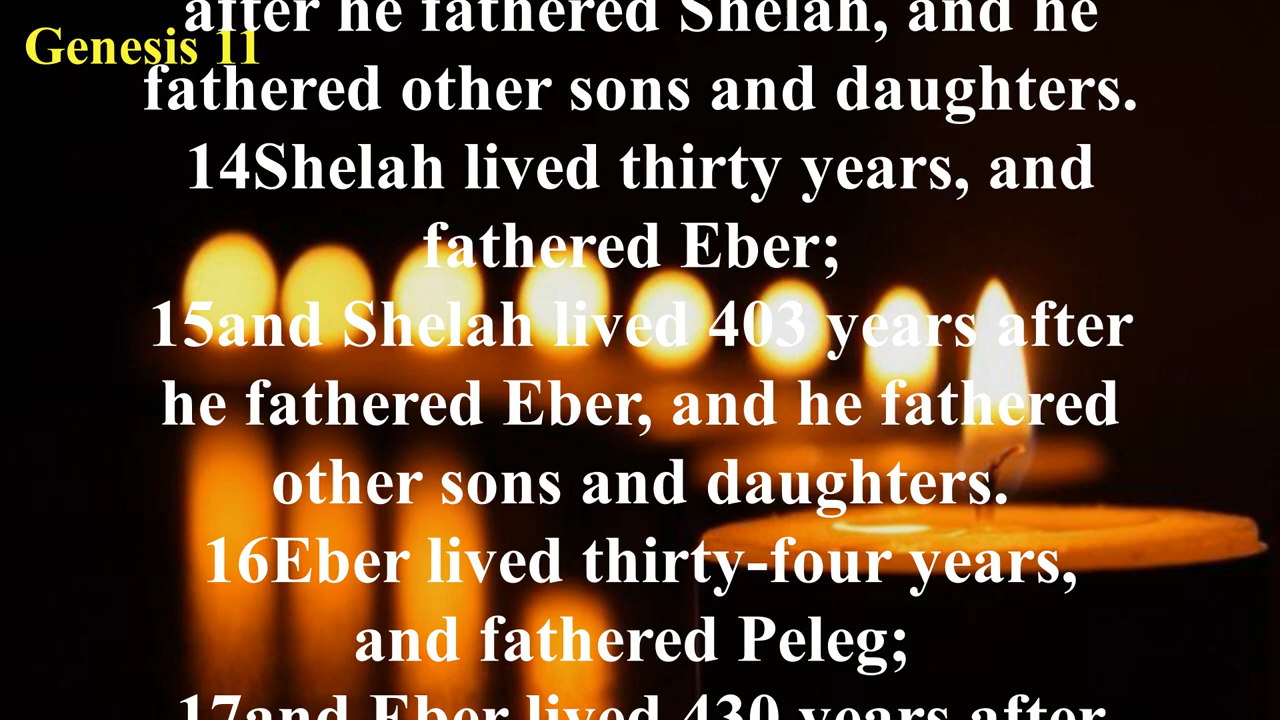 after he fathered Shelah, and he
Genesis 11
fathered other sons and daughters.
14Shelah lived thirty years, and
fathered Eber;
15and Shelah lived 403 years after
he fathered Eber, and he fathered
other sons and daughters.
16Eber lived thirty-four years,
and fathered Peleg;
17and Eber lived 430 years after